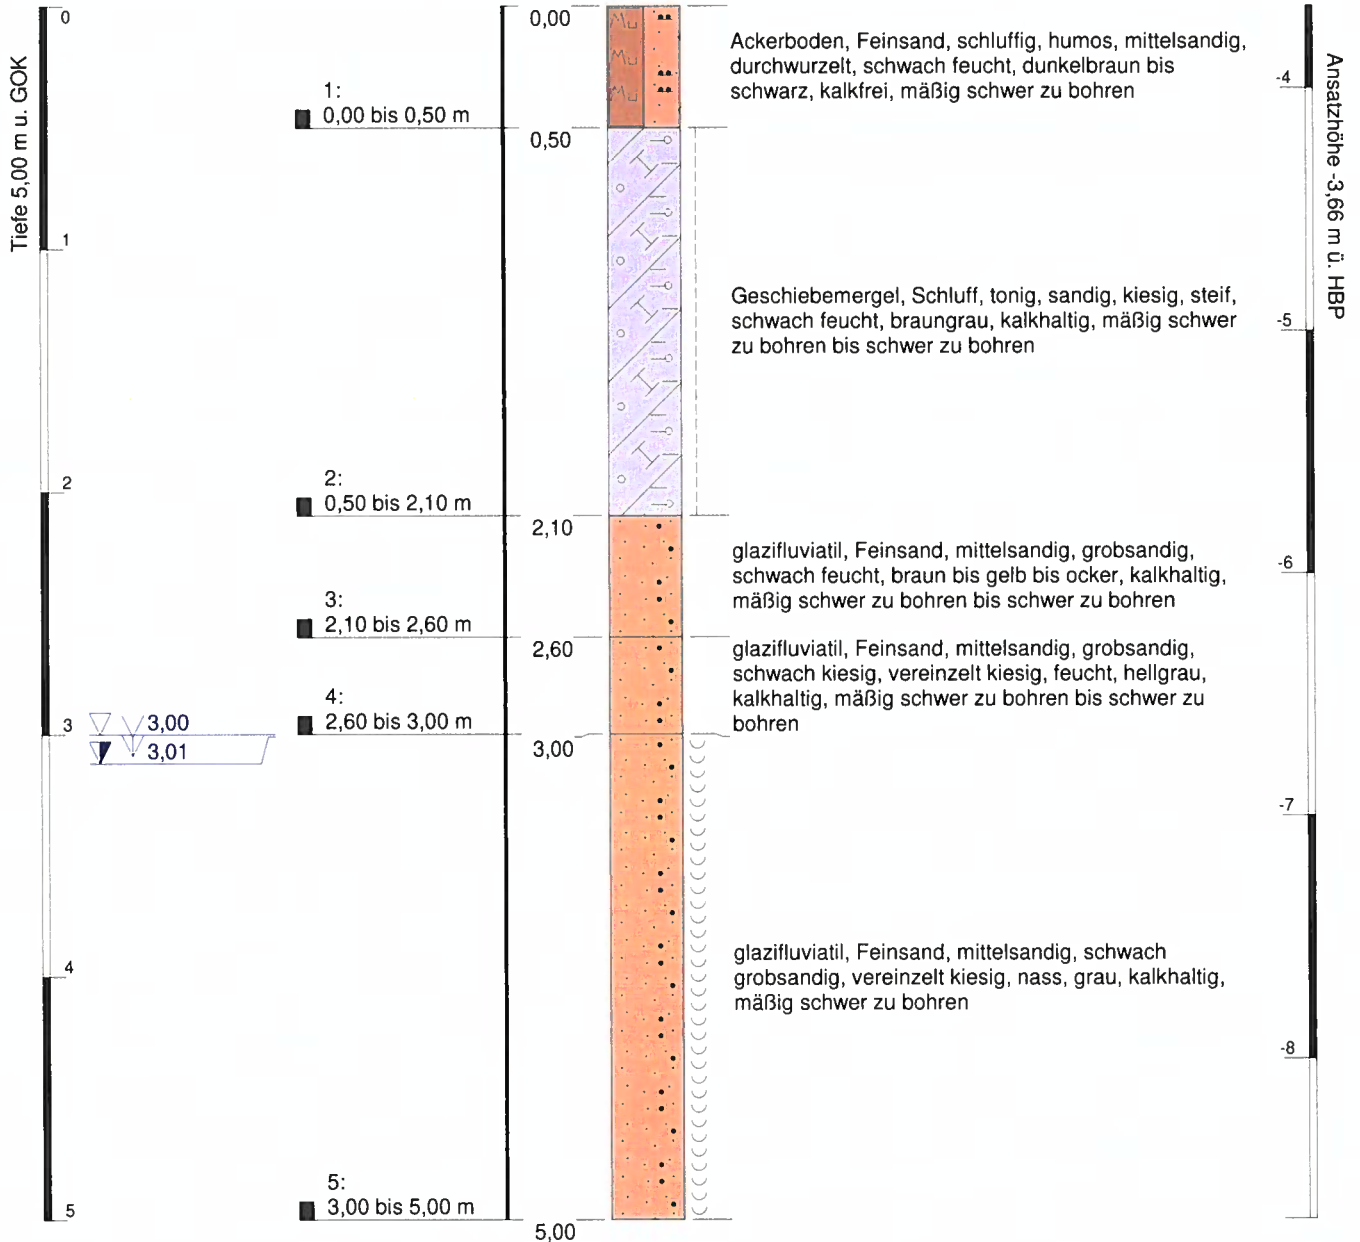 Tiefe 5,00 m u. GOK
0
1
2
3
4
5
3,00
3,01
1:
0,00 bis 0,50 m
2:
0,50 bis 2,10 m
3:
2,10 bis 2,60 m
4:
2,60 bis 3,00 m
5:
3,00 bis 5,00 m
0,00
0,50
2,10
2,60
3,00
5,00
Ackerboden, Feinsand, schluffig, humos, mittelsandig,
durchwurzelt, schwach feucht, dunkelbraun bis
schwarz, kalkfrei, mäßig schwer zu bohren
Geschiebemergel, Schluff, tonig, sandig, kiesig, steif,
schwach feucht, braungrau, kalkhaltig, mäßig schwer
zu bohren bis schwer zu bohren
glazifluviatil, Feinsand, mittelsandig, grobsandig,
schwach feucht, braun bis gelb bis ocker, kalkhaltig,
mäßig schwer zu bohren bis schwer zu bohren
glazifluviatil, Feinsand, mittelsandig, grobsandig,
schwach kiesig, vereinzelt kiesig, feucht, hellgrau,
kalkhaltig, mäßig schwer zu bohren bis schwer zu
bohren
glazifluviatil, Feinsand, mittelsandig, schwach
grobsandig, vereinzelt kiesig, nass, grau, kalkhaltig,
mäßig schwer zu bohren
-4
-5
-6
-7
-8
Ansatzhöhe -3,66 m ü. HBP